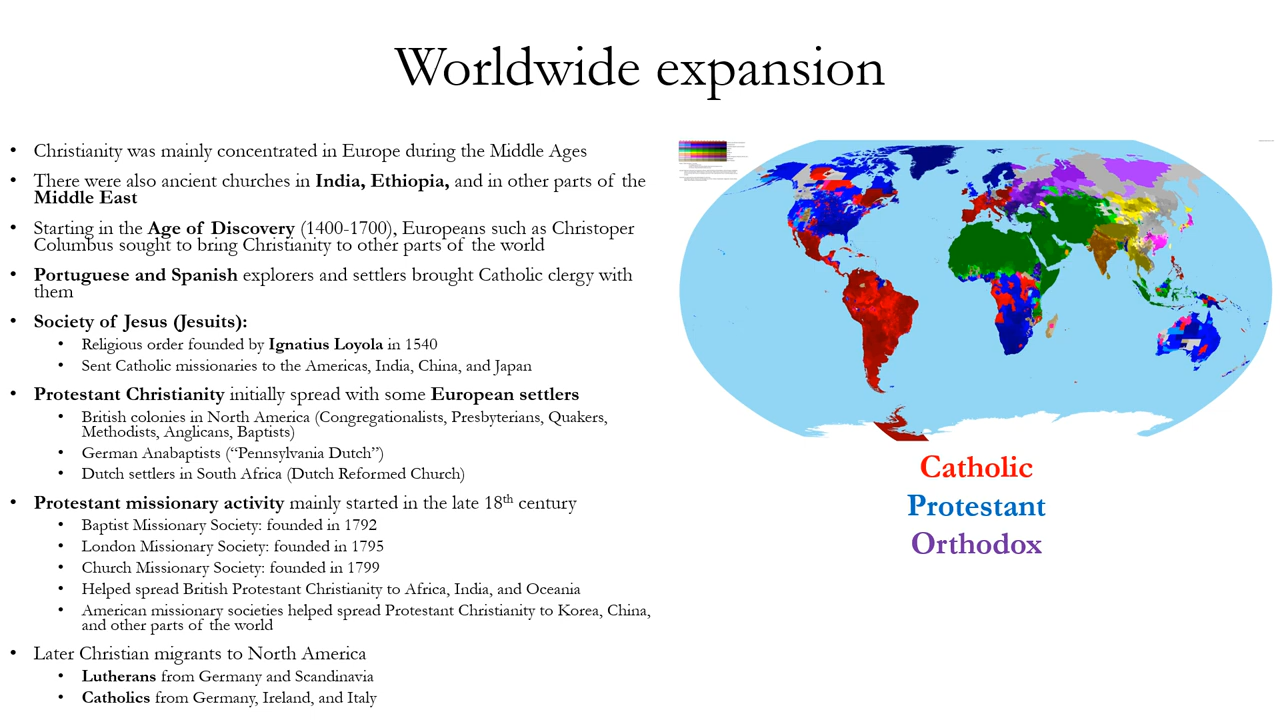 Worldwide expansion
• Christianity was mainly concentrated in Europe during the Middle Ages
• There were also ancient churches in India, Ethiopia, and in other parts of the
Middle East
• Starting in the Age of Discovery (1400-1700), Europeans such as Christoper
Columbus sought to bring Christianity to other parts of the world
• Portuguese and Spanish explorers and settlers brought Catholic clergy with
them
• Society of Jesus (Jesuits):
• Religious order founded by Ignatius Loyola in 1540
• Sent Catholic missionaries to the Americas, India, China, and Japan
• Protestant Christianity initially spread with some European settlers
• British colonies in North America (Congregationalists, Presbyterians, Quakers,
Methodists, Anglicans, Baptists)
• German Anabaptists (“Pennsylvania Dutch”)
• Dutch settlers in South Africa (Dutch Reformed Church)
• Protestant missionary activity mainly started in the late 18th century
• Baptist Missionary Society: founded in 1792
• London Missionary Society: founded in 1795
• Church Missionary Society: founded in 1799
• Helped spread British Protestant Christianity to Africa, India, and Oceania
• American missionary societies helped spread Protestant Christianity to Korea, China,
and other parts of the world
• Later Christian migrants to North America
• Lutherans from Germany and Scandinavia
• Catholics from Germany, Ireland, and Italy
Catholic
Protestant
Orthodox